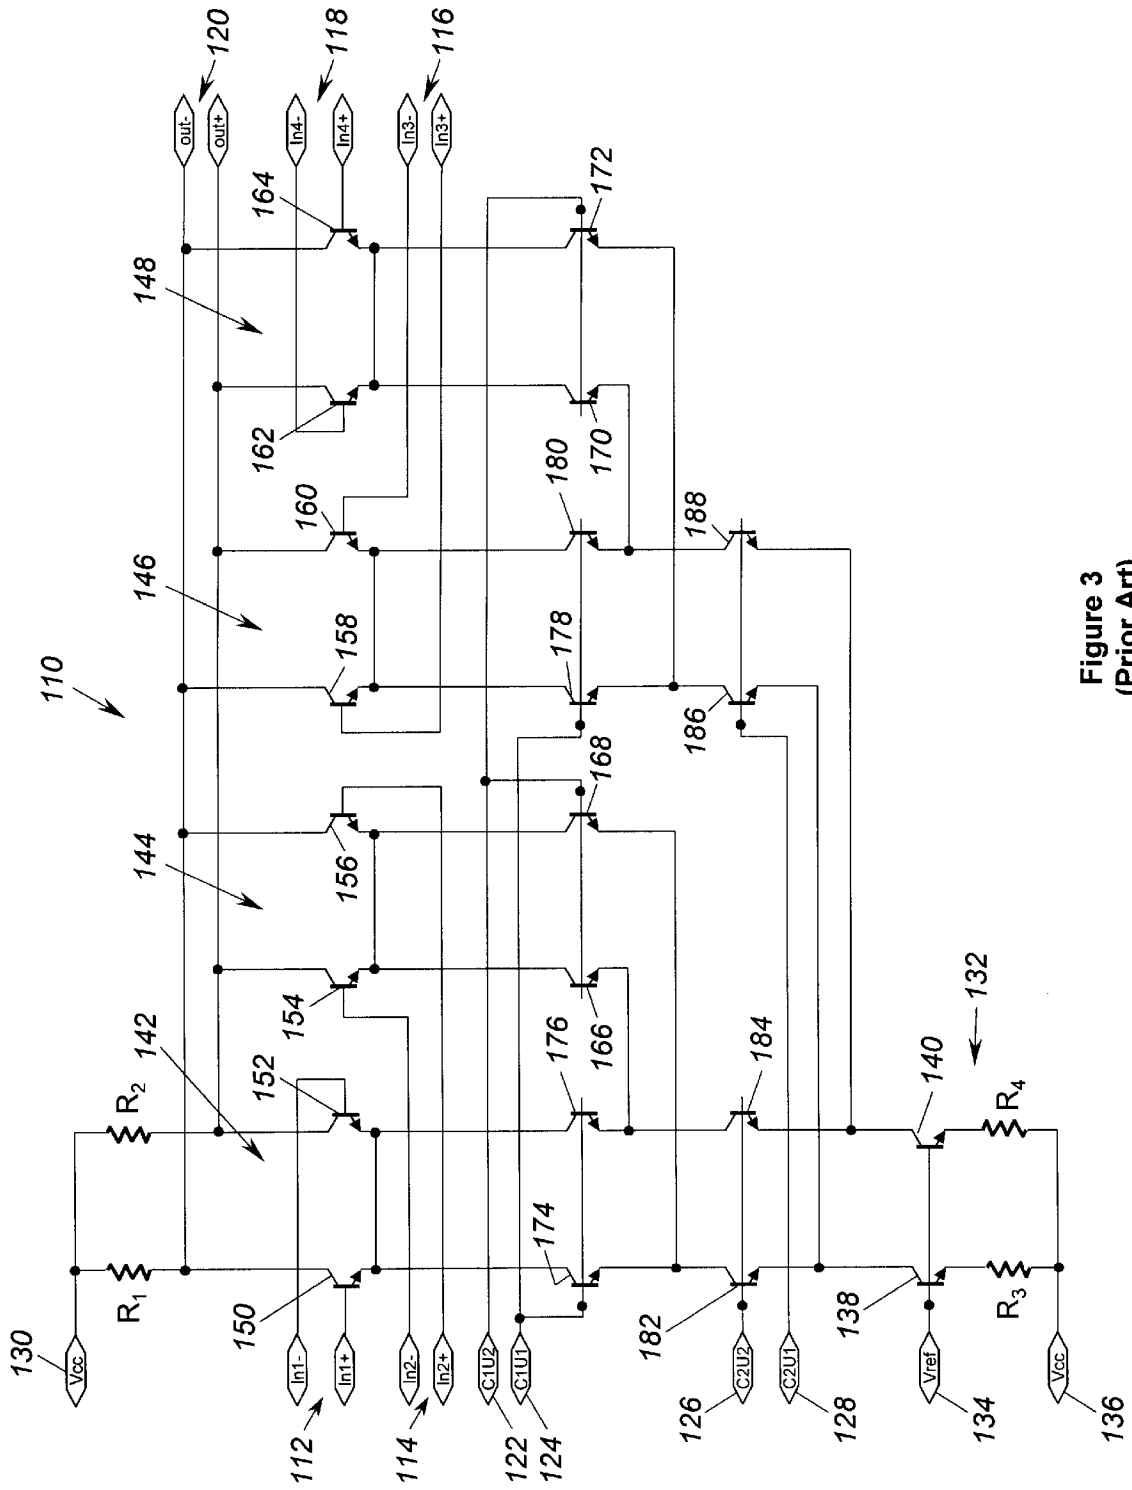 110
120
118
116
out-
out+
In4-
In4+
In3-
In3+
130
Vcc
R1
R2
142
144
146
148
150
152
154
156
158
160
162
164
112
In1-
In1+
114
In2-
In2+
122
C1U2
124
C1U1
174
176
166
168
178
180
170
172
126
C2U2
128
C2U1
182
184
186
188
134
Vref
138
140
132
R3
R4
136
Vcc
Figure 3
(Prior Art)